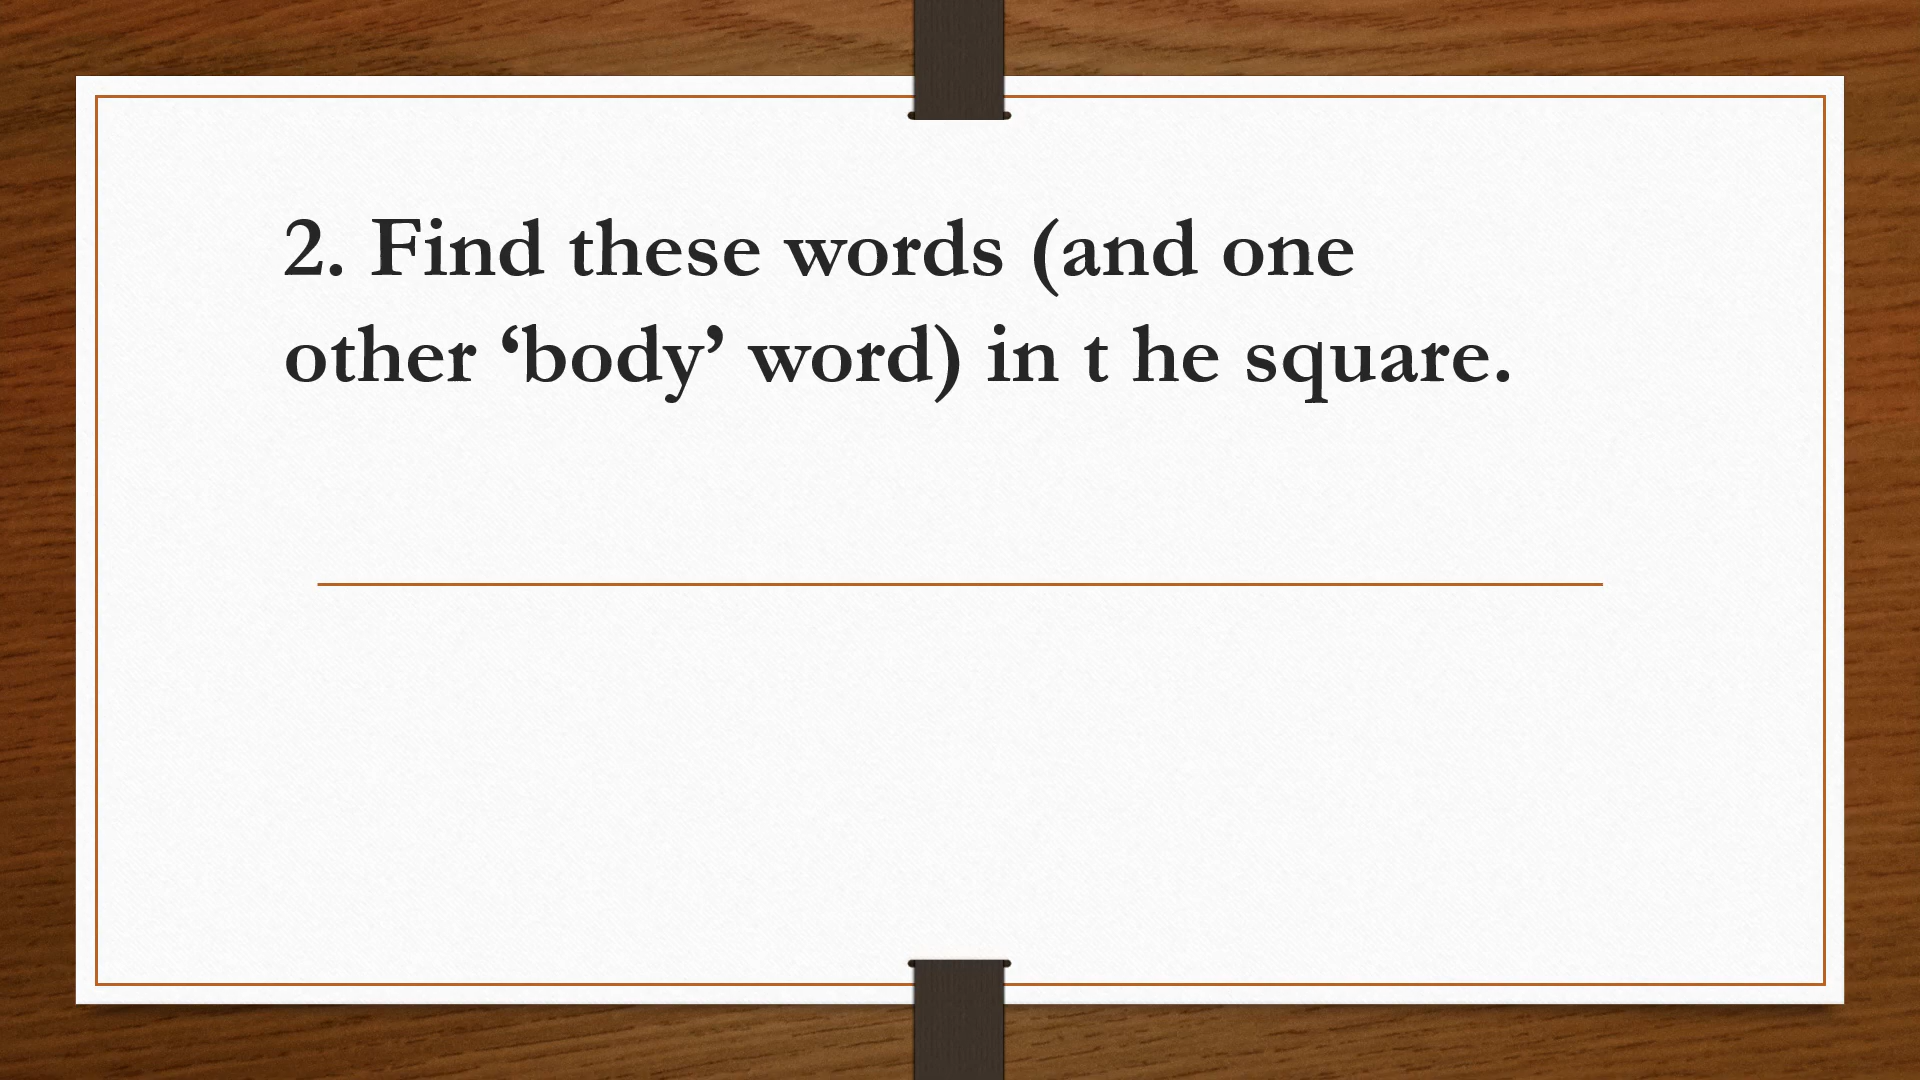 2. Find these words (and one
other ‘body’ word) in t he square.